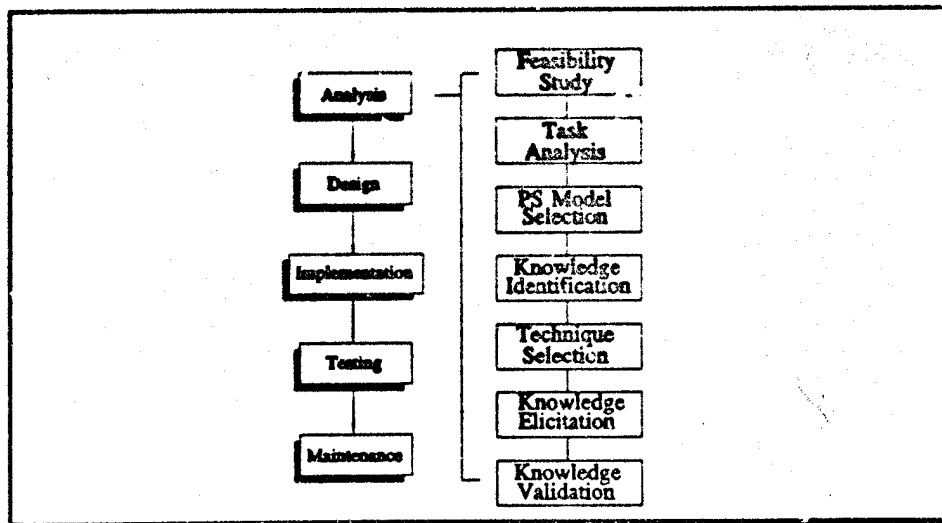 Analysis
Design
Implementation
Testing
Maintenance
Feasibility
Study
Task
Analysis
PS Model
Selection
Knowledge
Identification
Technique
Selection
Knowledge
Elicitation
Knowledge
Validation